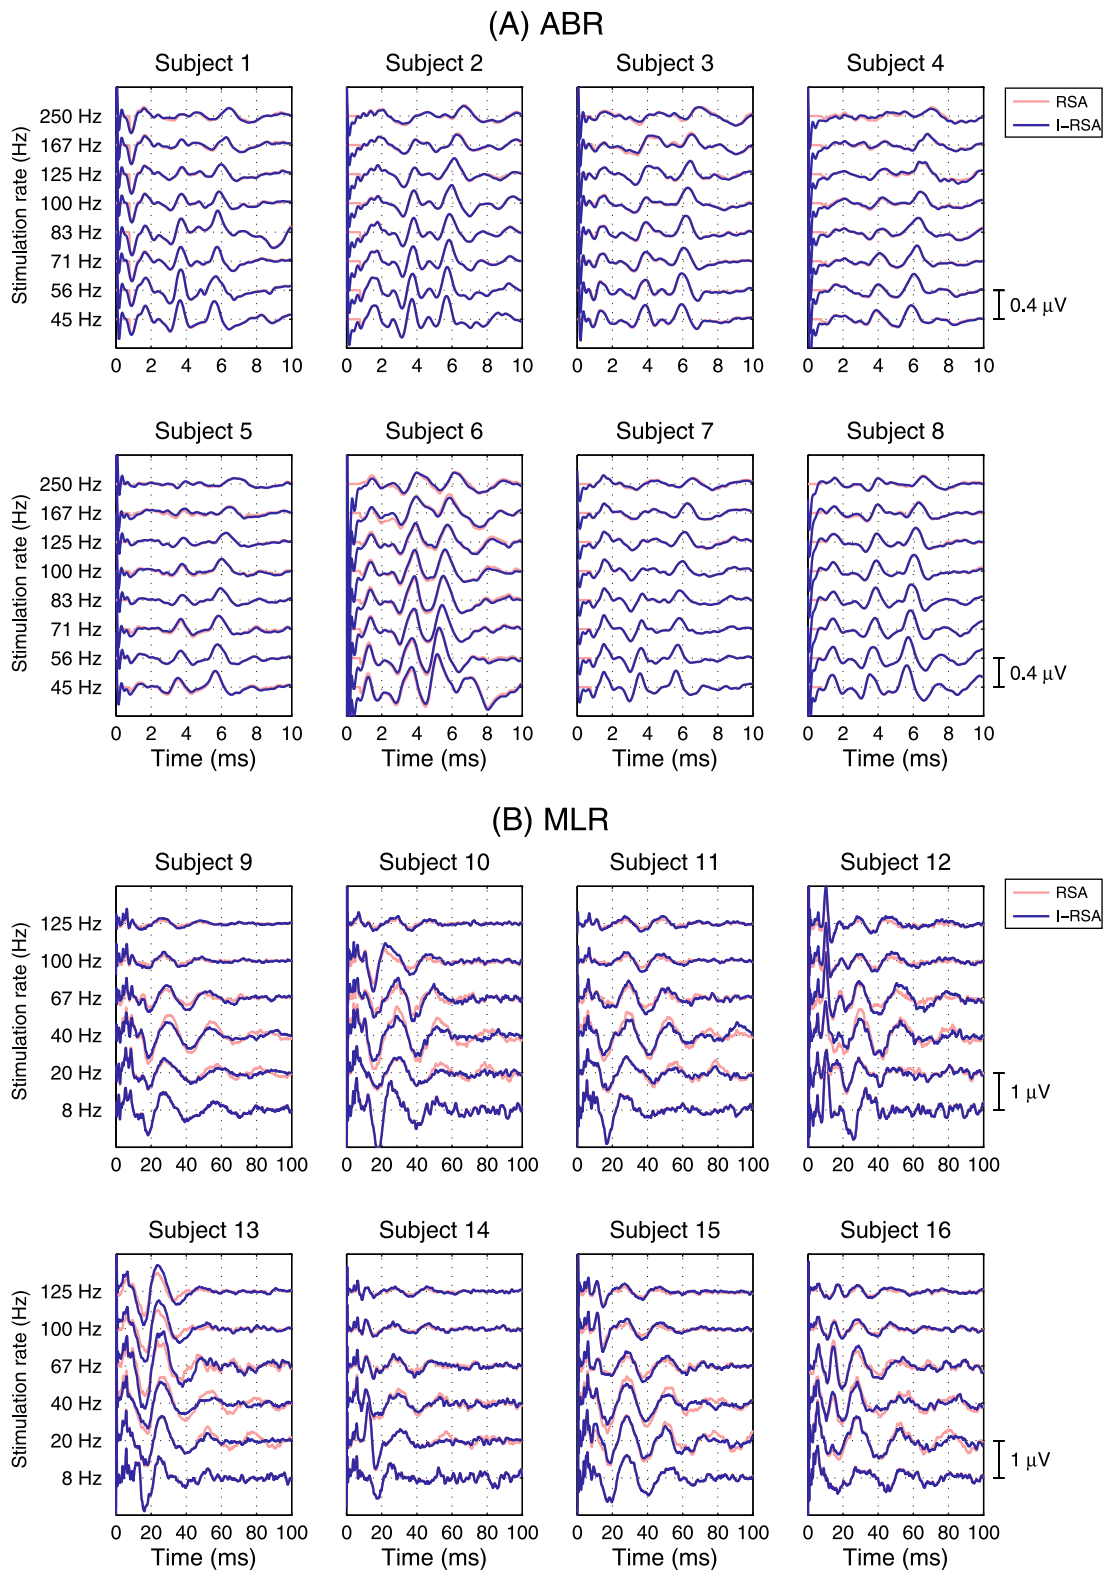 (A) ABR
Subject 1 Subject 2 Subject 3 Subject 4
RSA
I-RSA
Stimulation rate (Hz)
250 Hz
167 Hz
125 Hz
100 Hz
83 Hz
71 Hz
56 Hz
45 Hz
0.4 μV
0 2 4 6 8 10 0 2 4 6 8 10 0 2 4 6 8 10 0 2 4 6 8 10
Subject 5 Subject 6 Subject 7 Subject 8
Stimulation rate (Hz)
250 Hz
167 Hz
125 Hz
100 Hz
83 Hz
71 Hz
56 Hz
45 Hz
0.4 μV
0 2 4 6 8 10 0 2 4 6 8 10 0 2 4 6 8 10 0 2 4 6 8 10
Time (ms) Time (ms) Time (ms) Time (ms)
(B) MLR
Subject 9 Subject 10 Subject 11 Subject 12
RSA
I-RSA
Stimulation rate (Hz)
125 Hz
100 Hz
67 Hz
40 Hz
20 Hz
8 Hz
1 μV
0 20 40 60 80 100 0 20 40 60 80 100 0 20 40 60 80 100 0 20 40 60 80 100
Subject 13 Subject 14 Subject 15 Subject 16
Stimulation rate (Hz)
125 Hz
100 Hz
67 Hz
40 Hz
20 Hz
8 Hz
1 μV
0 20 40 60 80 100 0 20 40 60 80 100 0 20 40 60 80 100 0 20 40 60 80 100
Time (ms) Time (ms) Time (ms) Time (ms)